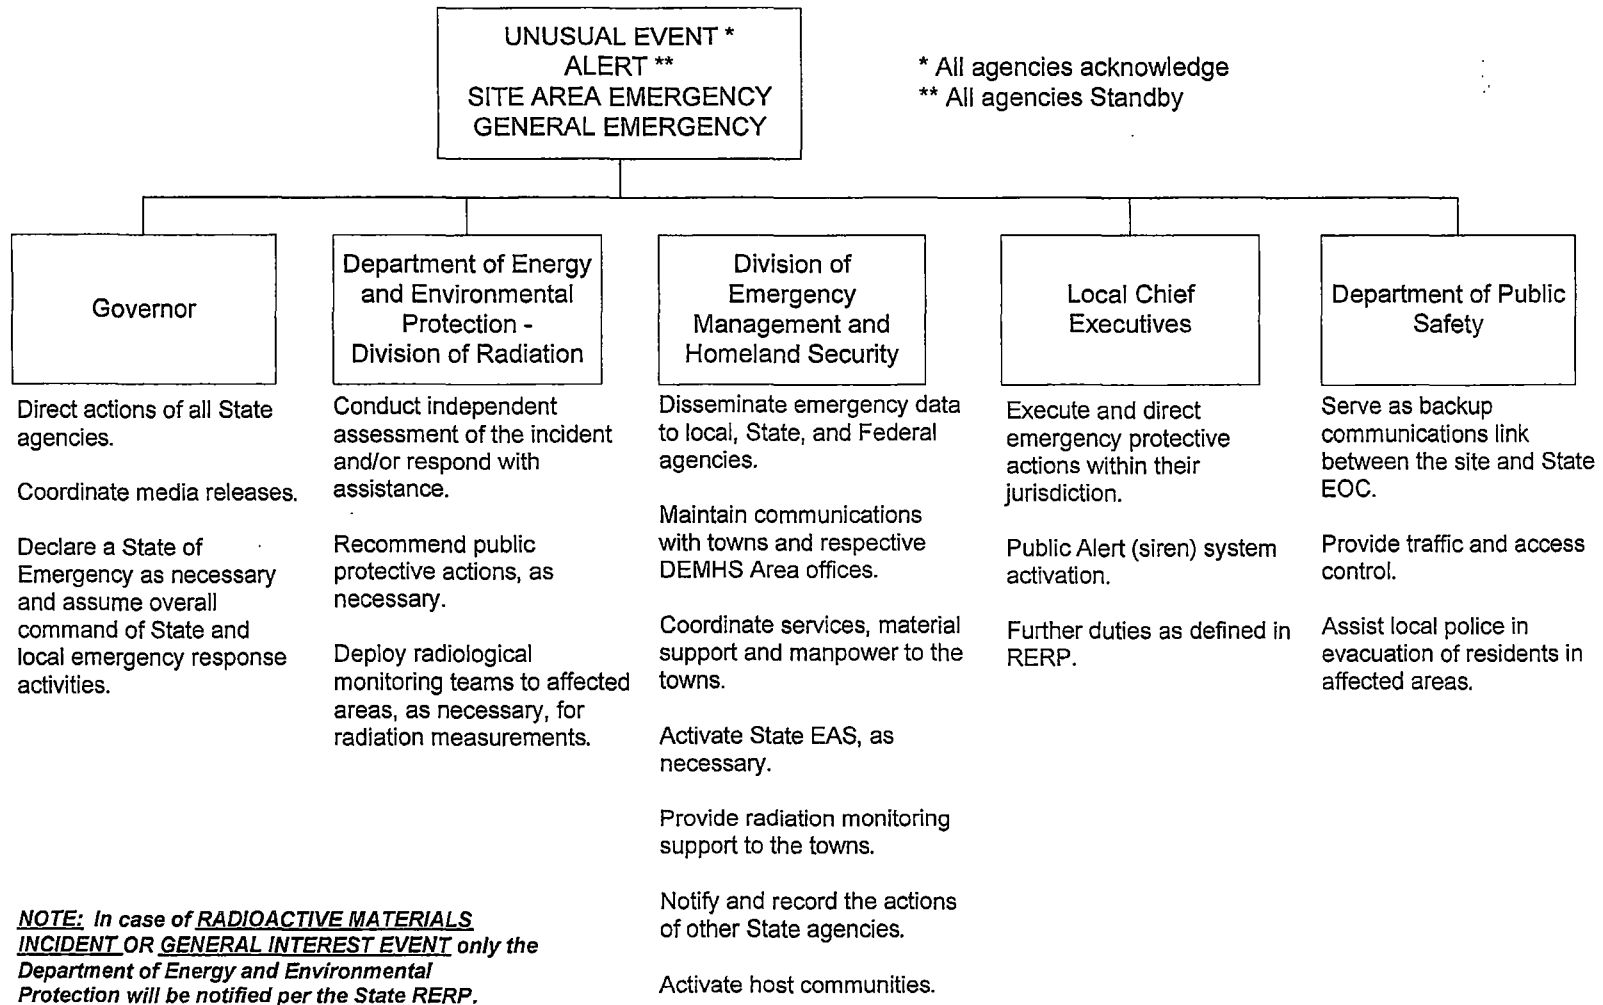 UNUSUAL EVENT *
ALERT **
SITE AREA EMERGENCY
GENERAL EMERGENCY
* All agencies acknowledge
** All agencies Standby
Governor
Direct actions of all State
agencies.
Coordinate media releases.
Declare a State of
Emergency as necessary
and assume overall
command of State and
local emergency response
activities.
Department of Energy
and Environmental
Protection -
Division of Radiation
Conduct independent
assessment of the incident
and/or respond with
assistance.
Recommend public
protective actions, as
necessary.
Deploy radiological
monitoring teams to affected
areas, as necessary, for
radiation measurements.
Division of
Emergency
Management and
Homeland Security
Disseminate emergency data
to local, State, and Federal
agencies.
Maintain communications
with towns and respective
DEMHS Area offices.
Coordinate services, material
support and manpower to the
towns.
Activate State EAS, as
necessary.
Provide radiation monitoring
support to the towns.
Notify and record the actions
of other State agencies.
Activate host communities.
Local Chief
Executives
Execute and direct
emergency protective
actions within their
jurisdiction.
Public Alert (siren) system
activation.
Further duties as defined in
RERP.
Department of Public
Safety
Serve as backup
communications link
between the site and State
EOC.
Provide traffic and access
control.
Assist local police in
evacuation of residents in
affected areas.
NOTE: In case of RADIOACTIVE MATERIALS
INCIDENT OR GENERAL INTEREST EVENT only the
Department of Energy and Environmental
Protection will be notified per the State RERP.